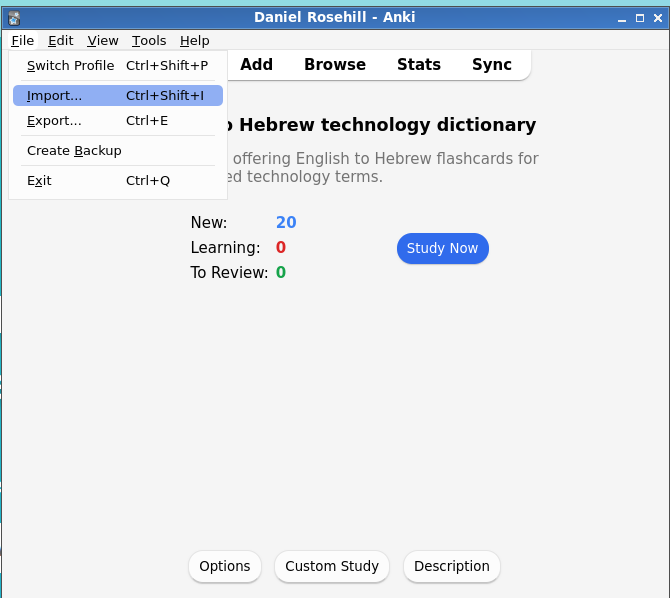 Daniel Rosehill - Anki
File Edit View Tools Help
Switch Profile Ctrl+Shift+P
Import... Ctrl+Shift+I
Export... Ctrl+E
Create Backup
Exit Ctrl+Q
Add Browse Stats Sync
Hebrew technology dictionary
offering English to Hebrew flashcards for
technology terms.
New: 20
Learning: 0
To Review: 0
Study Now
Options Custom Study Description